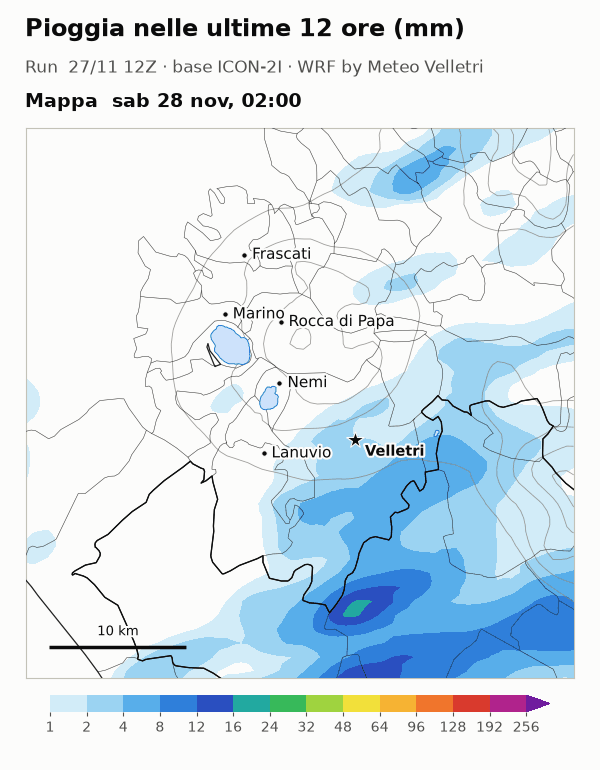 Pioggia nelle ultime 12 ore (mm)
Run 27/11 12Z · base ICON-2I · WRF by Meteo Velletri
Mappa sab 28 nov, 02:00
Frascati
Marino
Rocca di Papa
Nemi
Lanuvio
Velletri
10 km
1 2 4 8 12 16 24 32 48 64 96 128 192 256